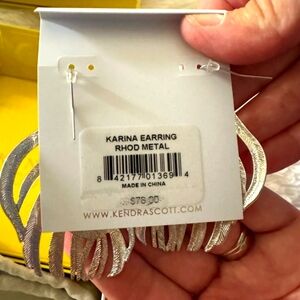 KARINA EARRING
RHOD METAL
8 42177 01369 4
MADE IN CHINA
$78.00
WWW.KENDRASCOTT.COM